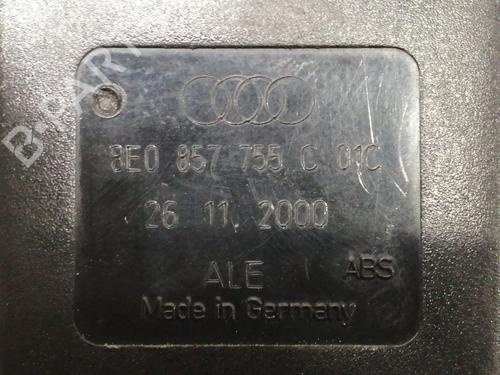 B-PARTS
8E0 857 755 C 01C
26 11. 2000
ALE ABS
Made in Germany